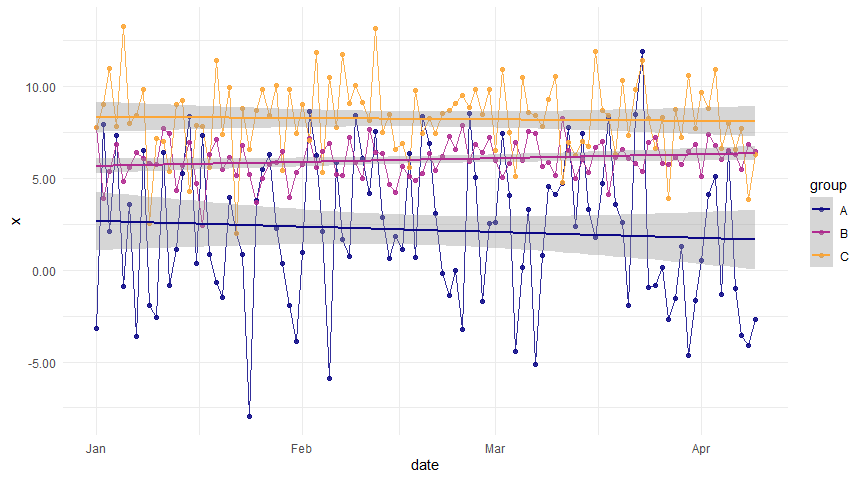 10.00
5.00
0.00
-5.00
x
Jan
Feb
Mar
Apr
date
group
A
B
C